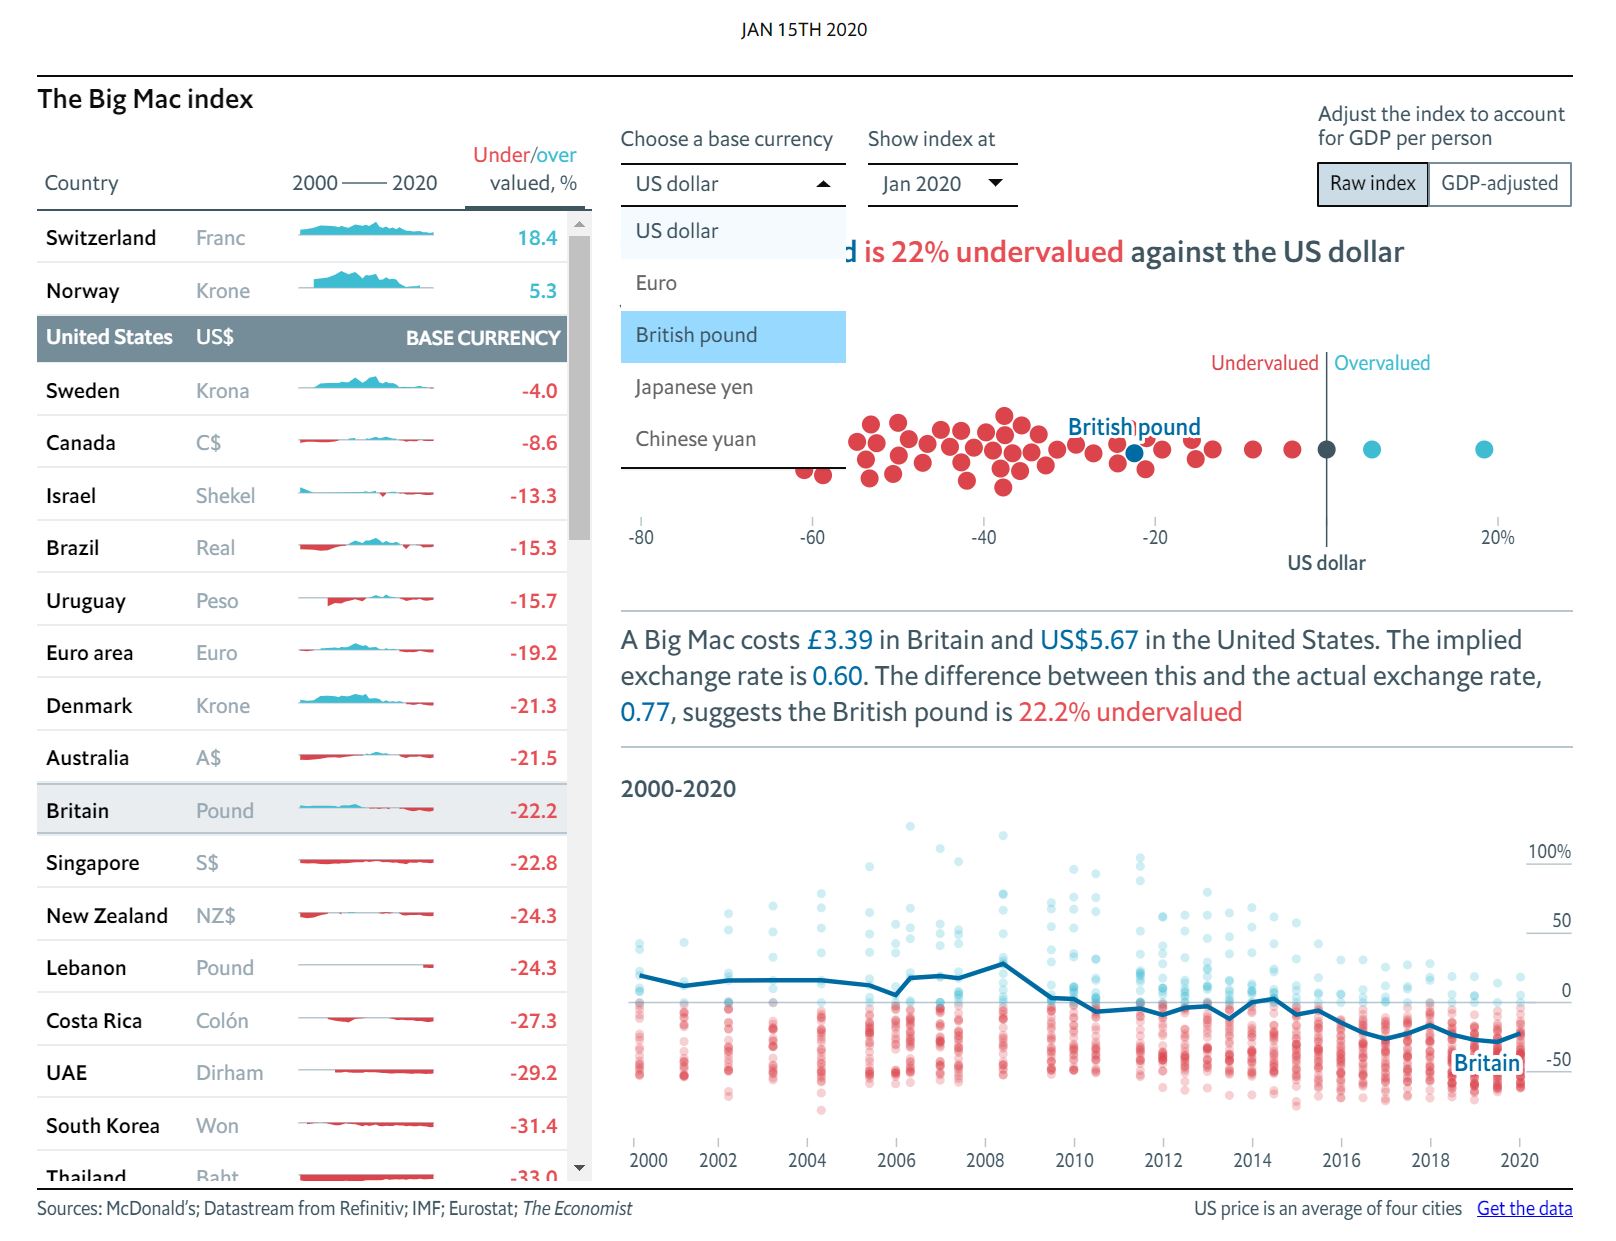 JAN 15TH 2020
The Big Mac index
Country
2000 2020
Under/over
valued, %
Switzerland Franc 18.4
Norway Krone 5.3
United States US$ BASE CURRENCY
Sweden Krona -4.0
Canada C$ -8.6
Israel Shekel -13.3
Brazil Real -15.3
Uruguay Peso -15.7
Euro area Euro -19.2
Denmark Krone -21.3
Australia A$ -21.5
Britain Pound -22.2
Singapore S$ -22.8
New Zealand NZ$ -24.3
Lebanon Pound -24.3
Costa Rica Colón -27.3
UAE Dirham -29.2
South Korea Won -31.4
Thailand Baht -33.0
Choose a base currency
US dollar
US dollar
Euro
British pound
Japanese yen
Chinese yuan
Show index at
Jan 2020
Adjust the index to account
for GDP per person
Raw index GDP-adjusted
d is 22% undervalued against the US dollar
Undervalued Overvalued
British pound
-80 -60 -40 -20 20%
US dollar
A Big Mac costs £3.39 in Britain and US$5.67 in the United States. The implied
exchange rate is 0.60. The difference between this and the actual exchange rate,
0.77, suggests the British pound is 22.2% undervalued
2000-2020
100%
50
0
-50
Britain
2000 2002 2004 2006 2008 2010 2012 2014 2016 2018 2020
Sources: McDonald's; Datastream from Refinitiv; IMF; Eurostat; The Economist
US price is an average of four cities Get the data